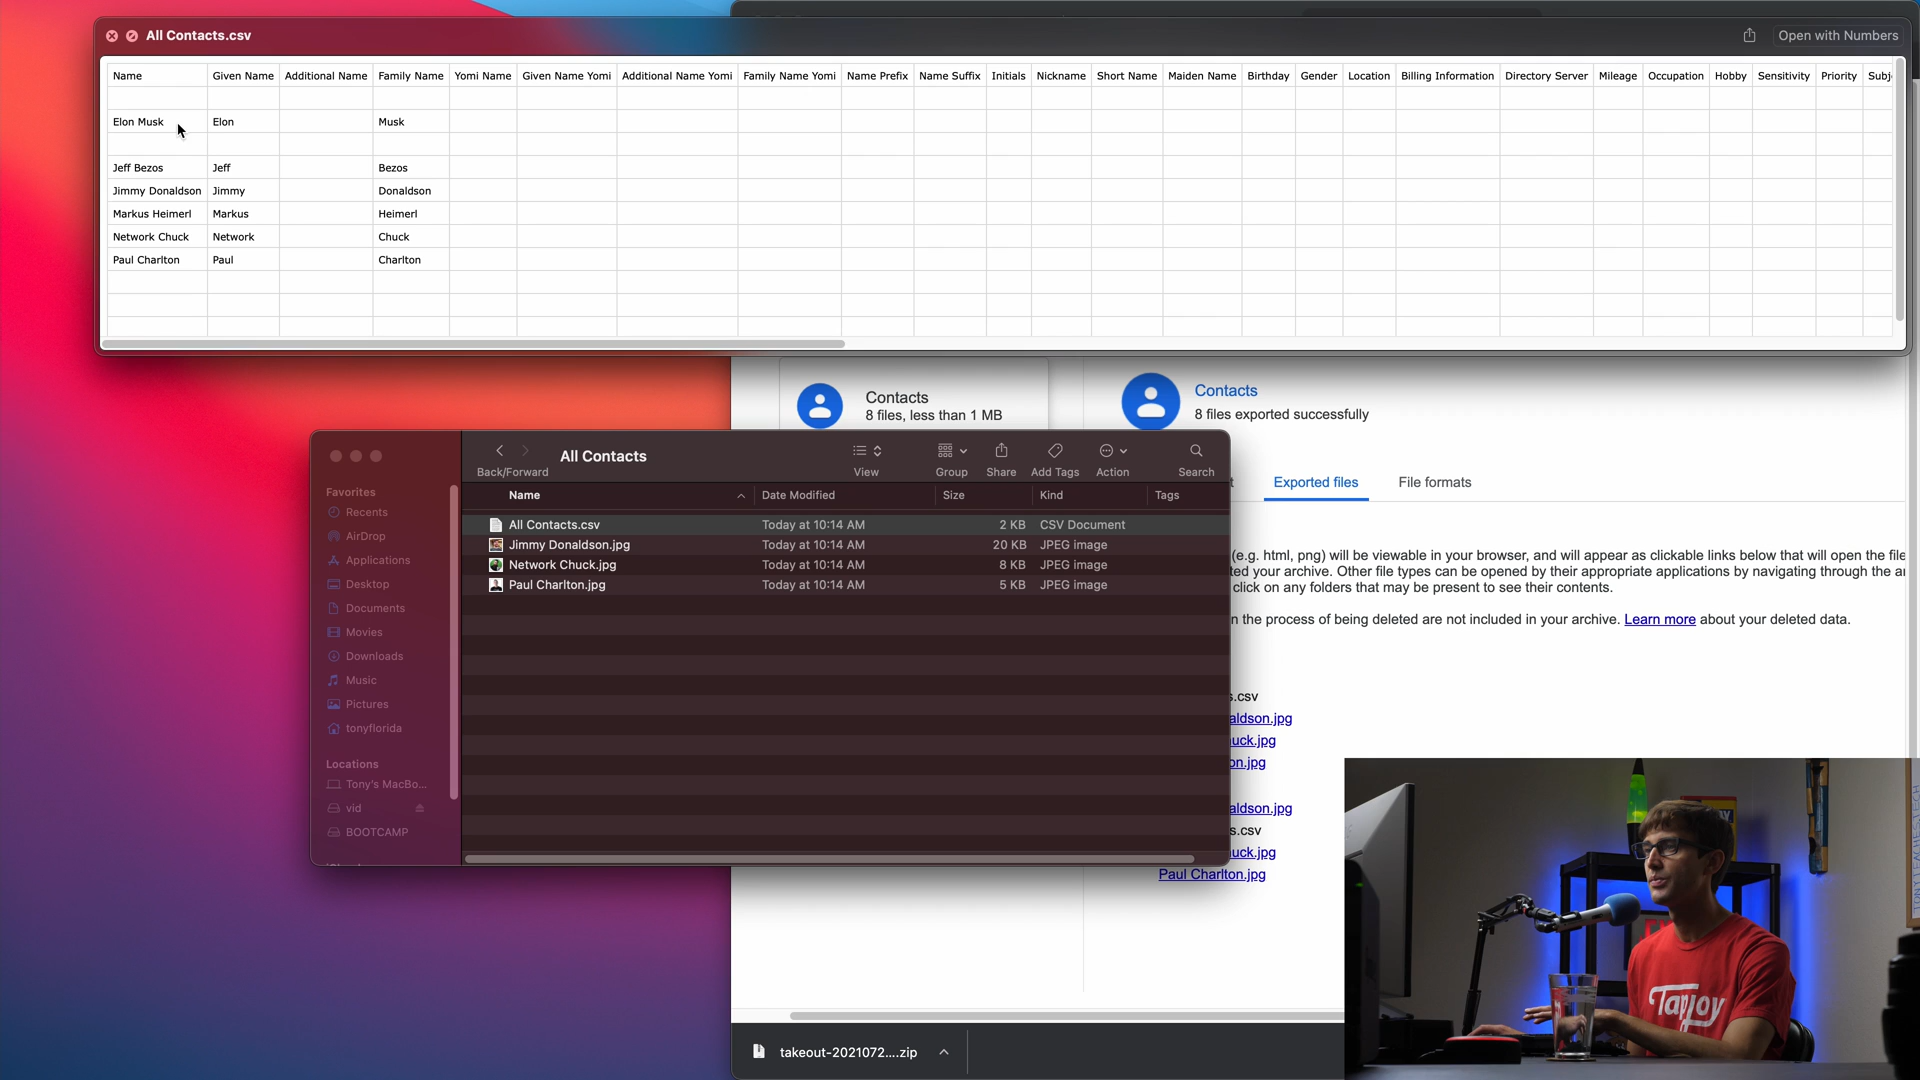 All Contacts.csv
Open with Numbers
Name Given Name Additional Name Family Name Yomi Name Given Name Yomi Additional Name Yomi Family Name Yomi Name Prefix Name Suffix Initials Nickname Short Name Maiden Name Birthday Gender Location Billing Information Directory Server Mileage Occupation Hobby Sensitivity Priority Subj
Elon Musk Elon Musk
Jeff Bezos Jeff Bezos
Jimmy Donaldson Jimmy Donaldson
Markus Heimerl Markus Heimerl
Network Chuck Network Chuck
Paul Charlton Paul Charlton
Contacts
8 files, less than 1 MB
Contacts
8 files exported successfully
Exported files File formats
(e.g. html, png) will be viewable in your browser, and will appear as clickable links below that will open the file
ted your archive. Other file types can be opened by their appropriate applications by navigating through the ar
click on any folders that may be present to see their contents.
n the process of being deleted are not included in your archive. Learn more about your deleted data.
s.csv
aldson.jpg
uck.jpg
on.jpg
aldson.jpg
s.csv
uck.jpg
Paul Charlton.jpg
All Contacts
Back/Forward View Group Share Add Tags Action Search
Name Date Modified Size Kind Tags
All Contacts.csv Today at 10:14 AM 2 KB CSV Document
Jimmy Donaldson.jpg Today at 10:14 AM 20 KB JPEG image
Network Chuck.jpg Today at 10:14 AM 8 KB JPEG image
Paul Charlton.jpg Today at 10:14 AM 5 KB JPEG image
Favorites
Recents
AirDrop
Applications
Desktop
Documents
Movies
Downloads
Music
Pictures
tonyflorida
Locations
Tony's MacBo...
vid
BOOTCAMP
takeout-2021072....zip
Tapjoy